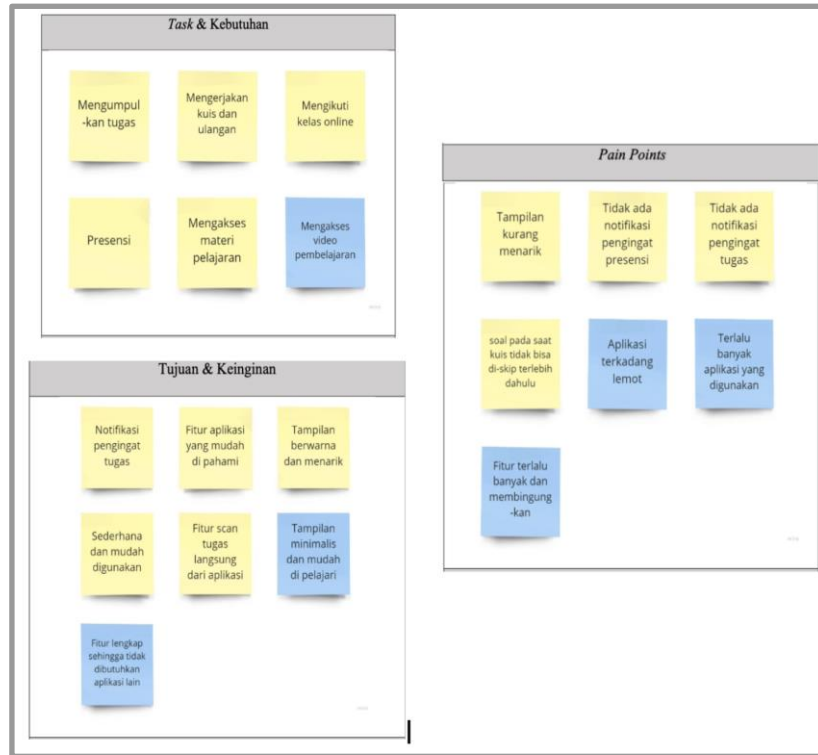 Task & Kebutuhan
Mengumpul
-kan tugas
Mengerjakan
kuis dan
ulangan
Mengikuti
kelas online
Presensi
Mengakses
materi
pelajaran
Mengakses
video
pembelajaran
Tujuan & Keinginan
Notifikasi
pengingat
tugas
Fitur aplikasi
yang mudah
di pahami
Tampilan
berwarna
dan menarik
Sederhana
dan mudah
digunakan
Fitur scan
tugas
langsung
dari aplikasi
Tampilan
minimalis
dan mudah
di pelajari
Fitur lengkap
sehingga tidak
dibutuhkan
aplikasi lain
Pain Points
Tampilan
kurang
menarik
Tidak ada
notifikasi
pengingat
presensi
Tidak ada
notifikasi
pengingat
tugas
soal pada saat
kuis tidak bisa
di-skip terlebih
dahulu
Aplikasi
terkadang
lemot
Terlalu
banyak
aplikasi yang
digunakan
Fitur terlalu
banyak dan
membingung
-kan